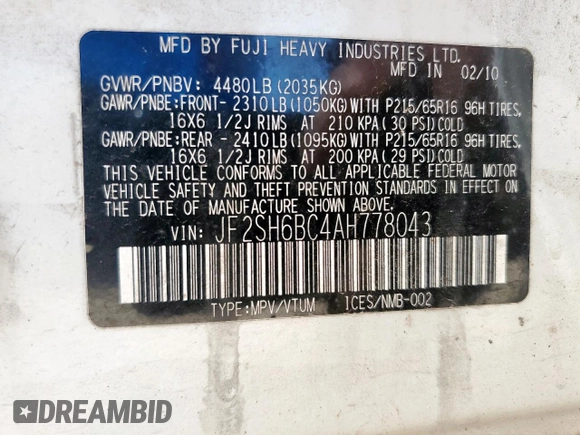 MFD BY FUJI HEAVY INDUSTRIES LTD.
MFD IN 02/10
GVWR/PNBV: 4480LB (2035KG)
GAWR/PNBE:FRONT- 2310LB (1050KG) WITH P215/65R16 96H TIRES,
16X6 1/2J RIMS AT 210 KPA (30 PSI) COLD
GAWR/PNBE:REAR - 2410LB (1095KG) WITH P215/65R16 96H TIRES,
16X6 1/2J RIMS AT 200 KPA (29 PSI) COLD
THIS VEHICLE CONFORMS TO ALL APPLICABLE FEDERAL MOTOR
VEHICLE SAFETY AND THEFT PREVENTION STANDARDS IN EFFECT
ON THE DATE OF MANUFACTURE SHOWN ABOVE.
VIN: JF2SH6BC4AH778043
TYPE:MPV/VTUM ICES/NMB-002
DREAMBID